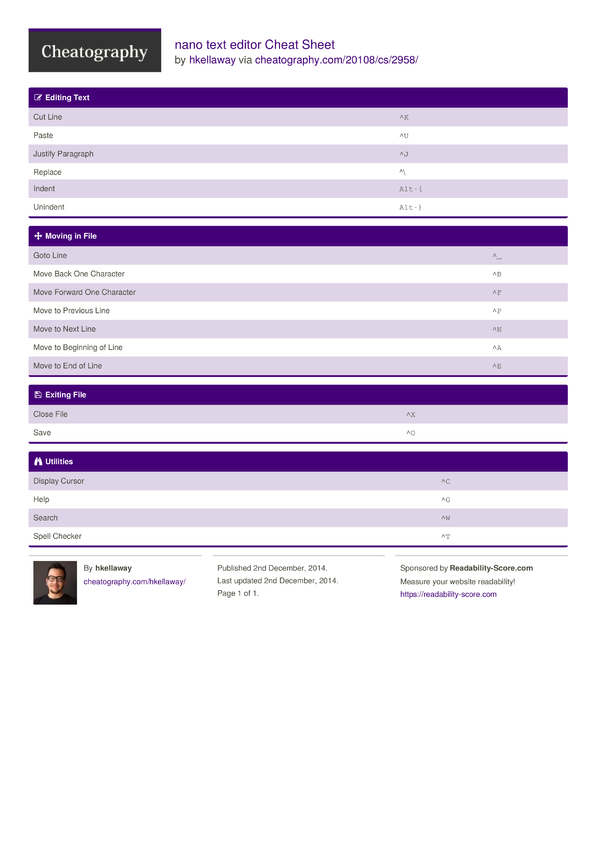 Cheatography
nano text editor Cheat Sheet
by hkellaway via cheatography.com/20108/cs/2958/
Editing Text
Cut Line ^K
Paste ^U
Justify Paragraph ^J
Replace ^\
Indent Alt-{
Unindent Alt-}
Moving in File
Goto Line ^_
Move Back One Character ^B
Move Forward One Character ^F
Move to Previous Line ^P
Move to Next Line ^N
Move to Beginning of Line ^A
Move to End of Line ^E
Exiting File
Close File ^X
Save ^O
Utilities
Display Cursor ^C
Help ^G
Search ^W
Spell Checker ^T
By hkellaway
cheatography.com/hkellaway/
Published 2nd December, 2014.
Last updated 2nd December, 2014.
Page 1 of 1.
Sponsored by Readability-Score.com
Measure your website readability!
https://readability-score.com